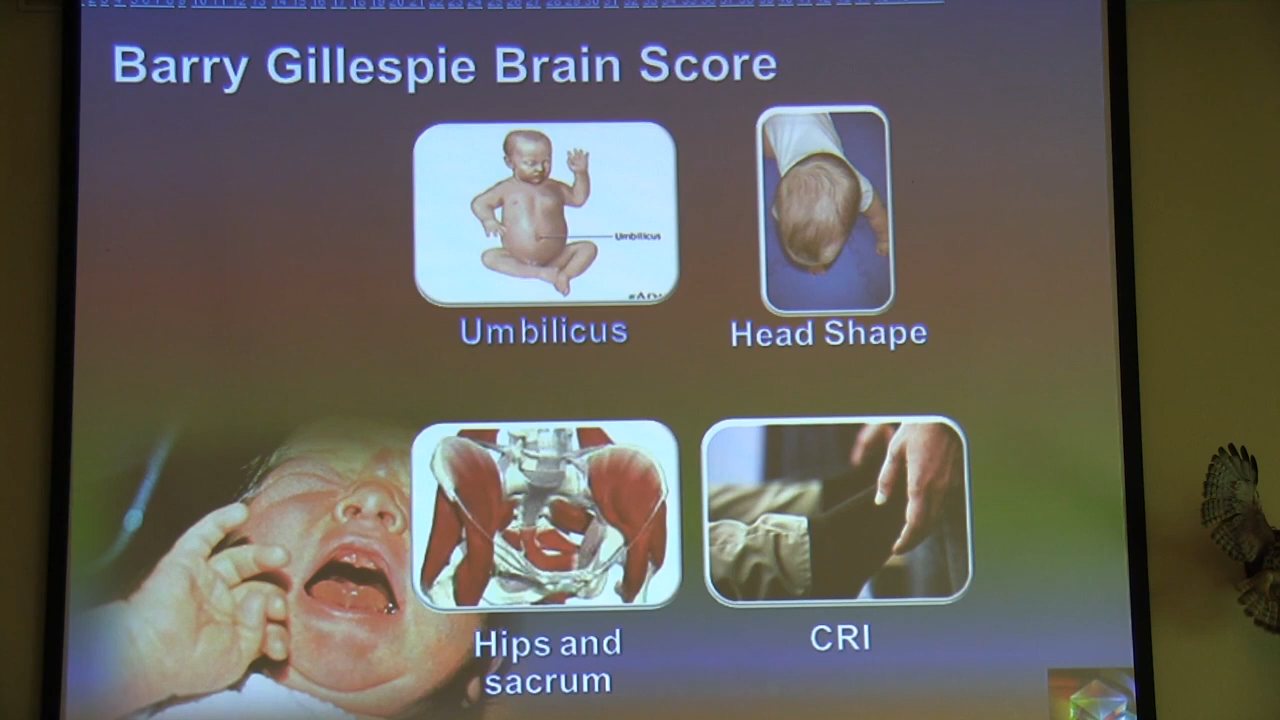 Barry Gillespie Brain Score
Umbilicus
Umbilicus
Head Shape
Hips and
sacrum
CRI